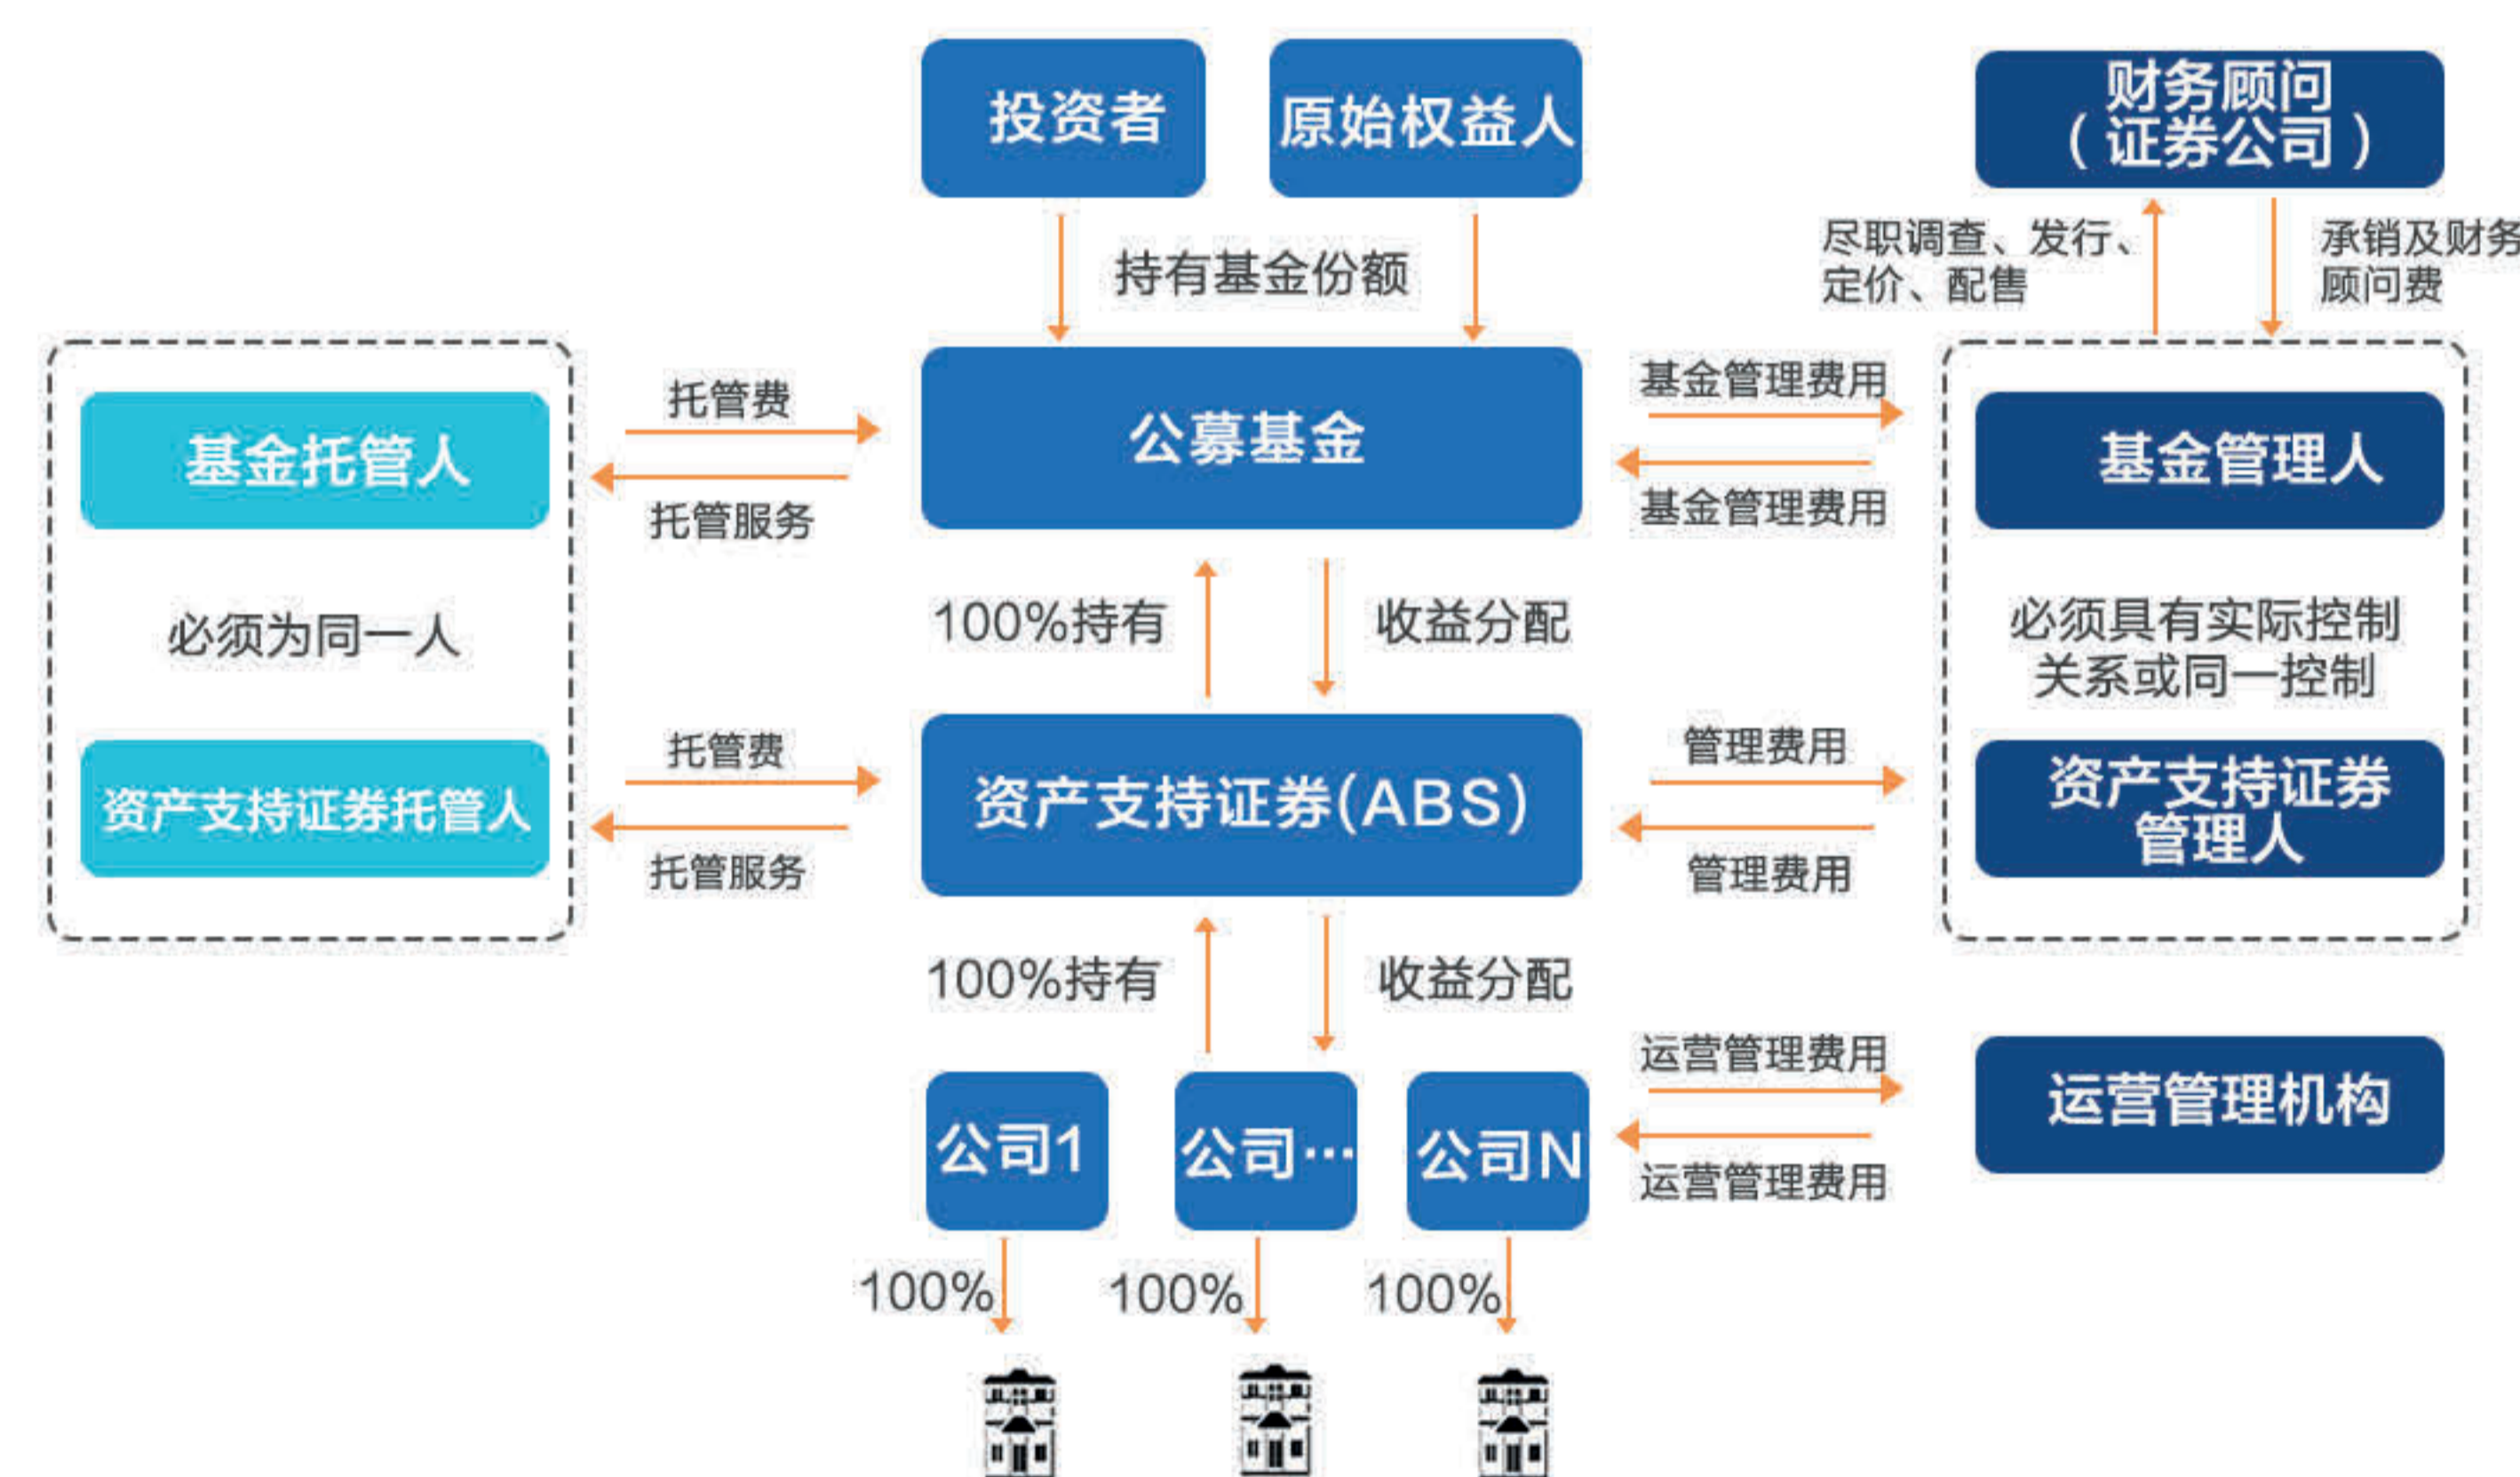 投资者
原始权益人
财务顾问
（证券公司）
持有基金份额
尽职调查、发行、
定价、配售
承销及财务
顾问费
基金托管人
必须为同一人
资产支持证券托管人
托管费
托管服务
公募基金
基金管理费用
基金管理费用
基金管理人
必须具有实际控制
关系或同一控制
资产支持证券
管理人
100%持有
收益分配
托管费
托管服务
资产支持证券(ABS)
管理费用
管理费用
100%持有
收益分配
公司1
公司…
公司N
运营管理费用
运营管理费用
运营管理机构
100%
100%
100%